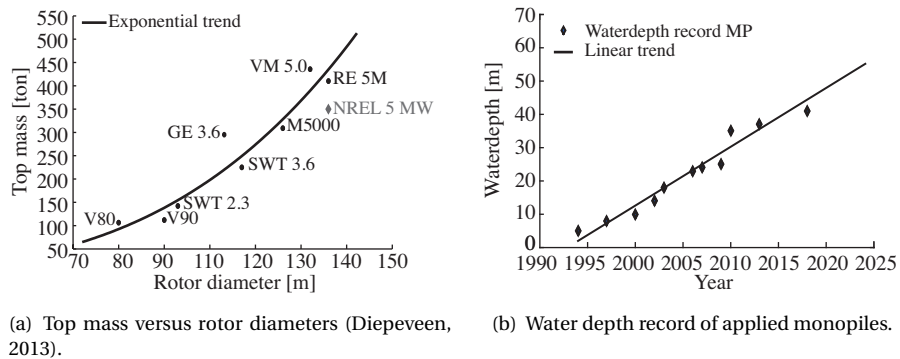 550
500
450
400
350
300
250
200
150
100
50
Top mass [ton]
Exponential trend
VM 5.0
RE 5M
NREL 5 MW
GE 3.6
M5000
SWT 3.6
SWT 2.3
V80
V90
70 80 90 100 110 120 130 140 150
Rotor diameter [m]
(a) Top mass versus rotor diameters (Diepeveen,
2013).
70
60
50
40
30
20
10
0
Waterdepth [m]
Waterdepth record MP
Linear trend
1990 1995 2000 2005 2010 2015 2020 2025
Year
(b) Water depth record of applied monopiles.